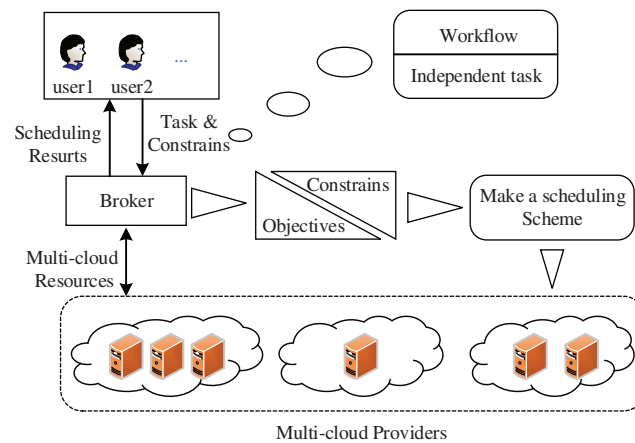 Workflow
Independent task
user1 user2 ...
Scheduling
Resurts
Task &
Constrains
Broker
Constrains
Objectives
Make a scheduling
Scheme
Multi-cloud
Resources
Multi-cloud Providers